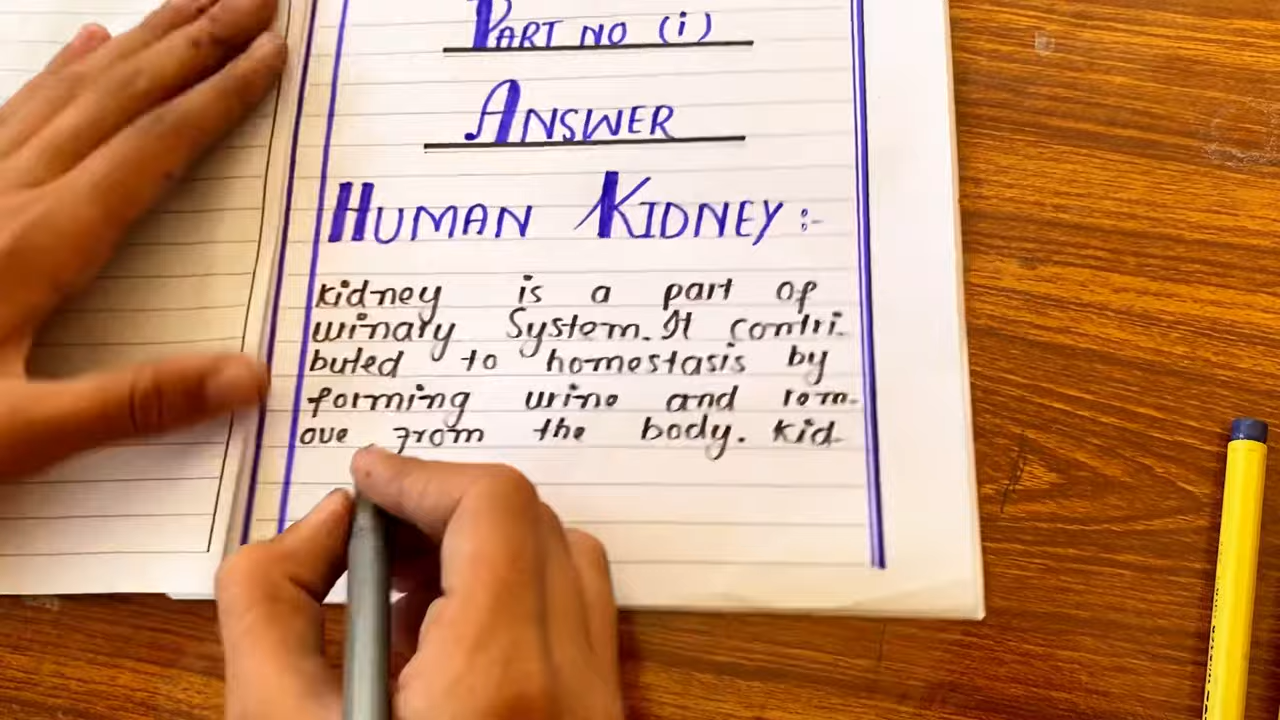 PART NO (i)
ANSWER
HUMAN KIDNEY :-
kidney is a part of
urinary System. It contri-
buted to homestasis by
forming urine and rem-
ove from the body. Kid-